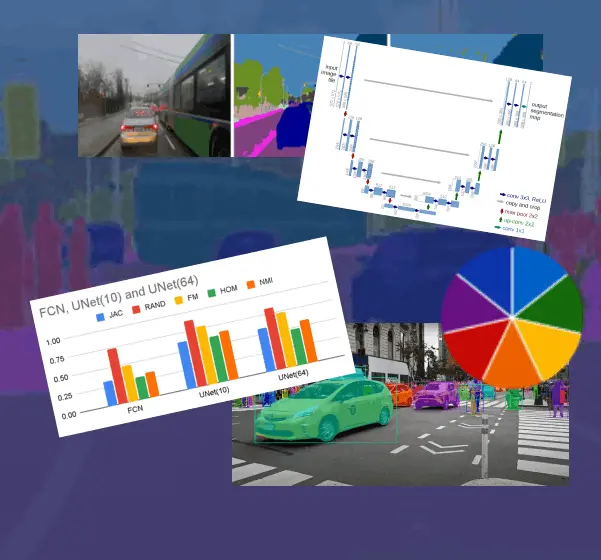 input
image
tile
output
segmentation
map
conv 3x3, ReLU
copy and crop
max pool 2x2
up-conv 2x2
conv 1x1
FCN, UNet(10) and UNet(64)
JAC RAND FM HOM NMI
1.00
0.75
0.50
0.25
0.00
FCN UNet(10) UNet(64)